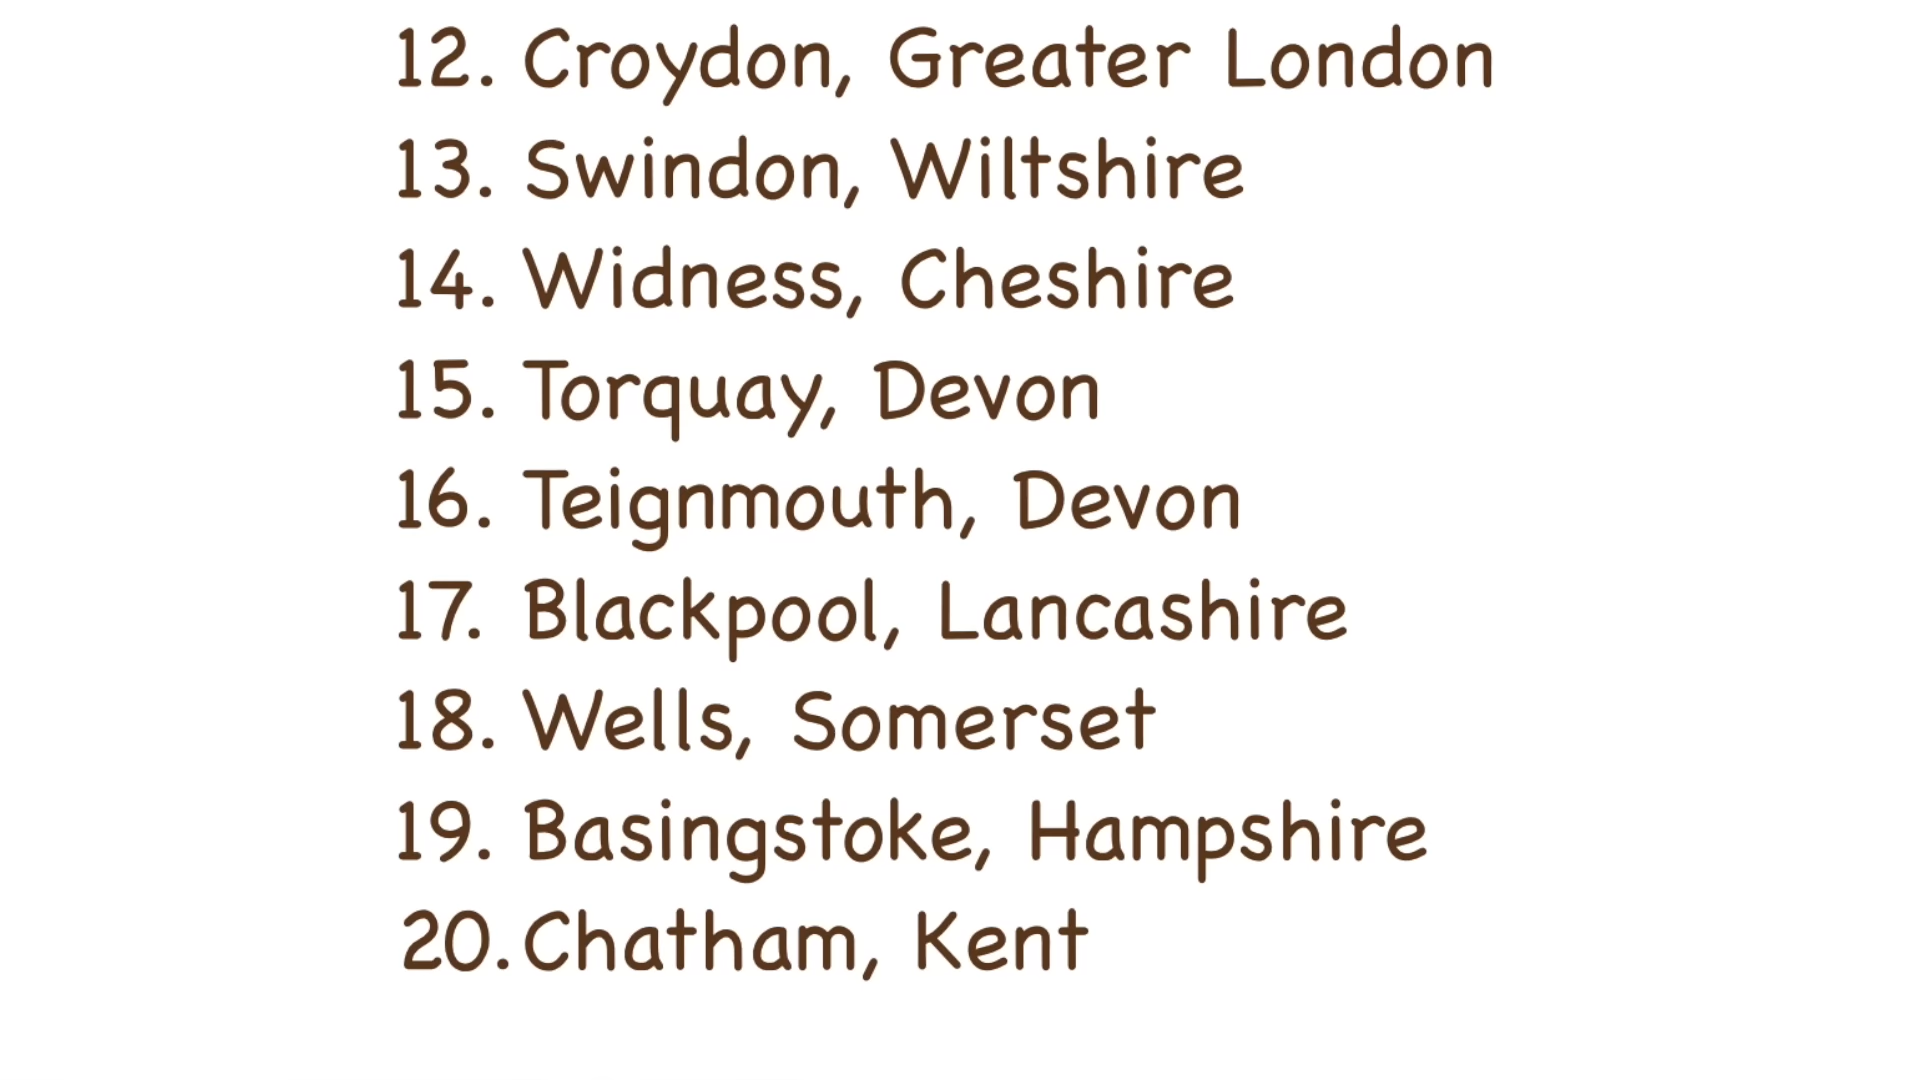 12. Croydon, Greater London
13. Swindon, Wiltshire
14. Widness, Cheshire
15. Torquay, Devon
16. Teignmouth, Devon
17. Blackpool, Lancashire
18. Wells, Somerset
19. Basingstoke, Hampshire
20. Chatham, Kent